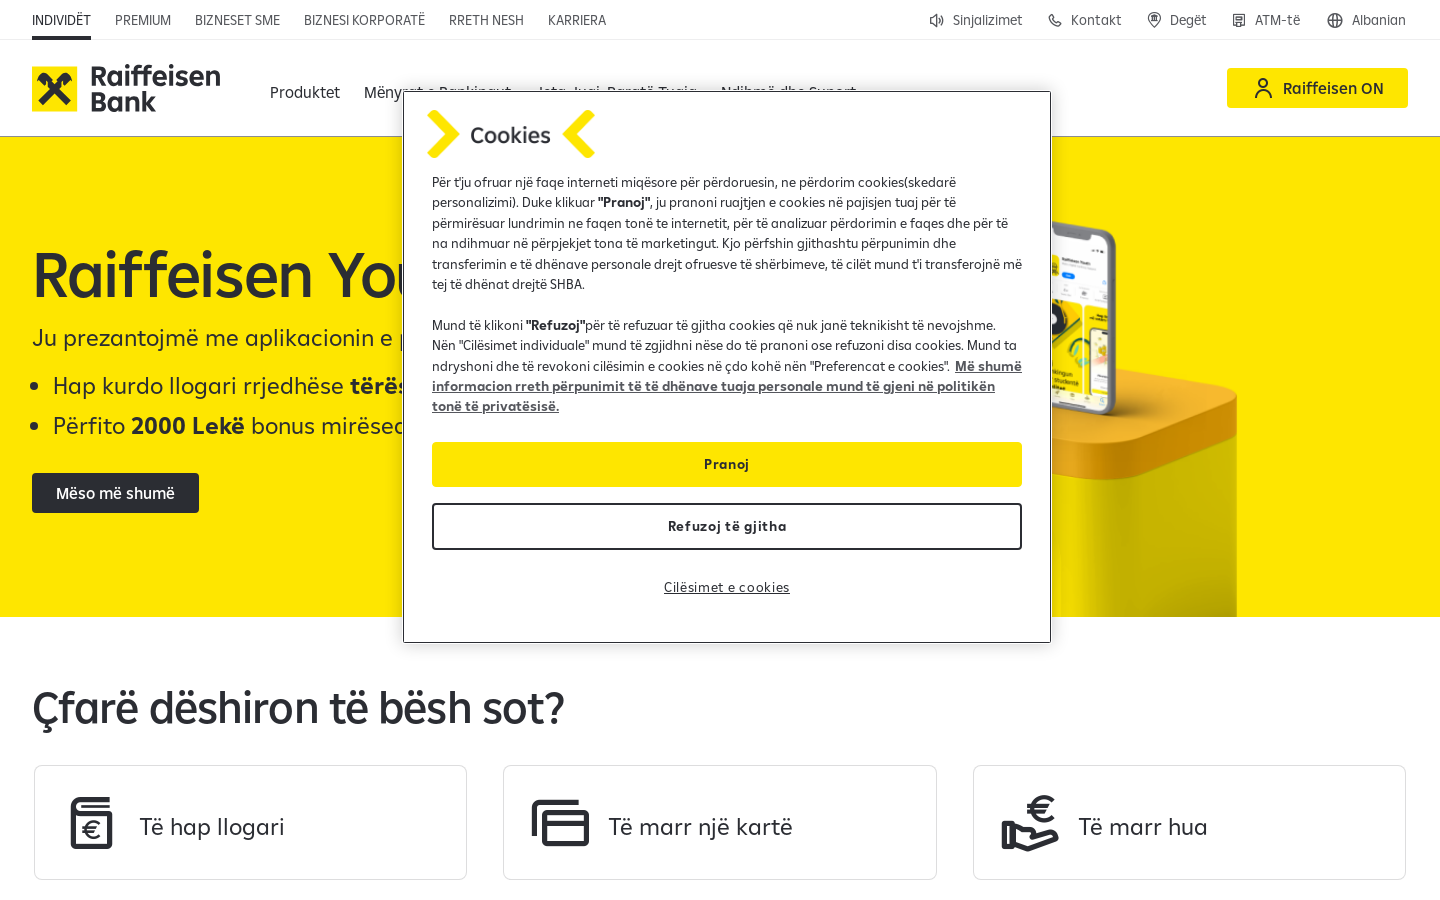 INDIVIDËT PREMIUM BIZNESET SME BIZNESI KORPORATË RRETH NESH KARRIERA Sinjalizimet Kontakt Degët ATM-të Albanian
Raiffeisen Bank
Produktet
Raiffeisen ON
Cookies
Për t'ju ofruar një faqe interneti miqësore për përdoruesin, ne përdorim cookies(skedarë
personalizimi). Duke klikuar "Pranoj", ju pranoni ruajtjen e cookies në pajisjen tuaj për të
përmirësuar lundrimin ne faqen tonë te internetit, për të analizuar përdorimin e faqes dhe për të
na ndihmuar në përpjekjet tona të marketingut. Kjo përfshin gjithashtu përpunimin dhe
transferimin e të dhënave personale drejt ofruesve të shërbimeve, të cilët mund t'i transferojnë më
tej të dhënat drejtë SHBA.
Mund të klikoni "Refuzoj"për të refuzuar të gjitha cookies që nuk janë teknikisht të nevojshme.
Nën "Cilësimet individuale" mund të zgjidhni nëse do të pranoni ose refuzoni disa cookies. Mund ta
ndryshoni dhe të revokoni cilësimin e cookies në çdo kohë nën "Preferencat e cookies". Më shumë
informacion rreth përpunimit të të dhënave tuaja personale mund të gjeni në politikën
tonë të privatësisë.
Pranoj
Refuzoj të gjitha
Cilësimet e cookies
Raiffeisen You
Ju prezantojmë me aplikacionin e
Hap kurdo llogari rrjedhëse
Përfito 2000 Lekë bonus
Mëso më shumë
Çfarë dëshiron të bësh sot?
Të hap llogari
Të marr një kartë
Të marr hua